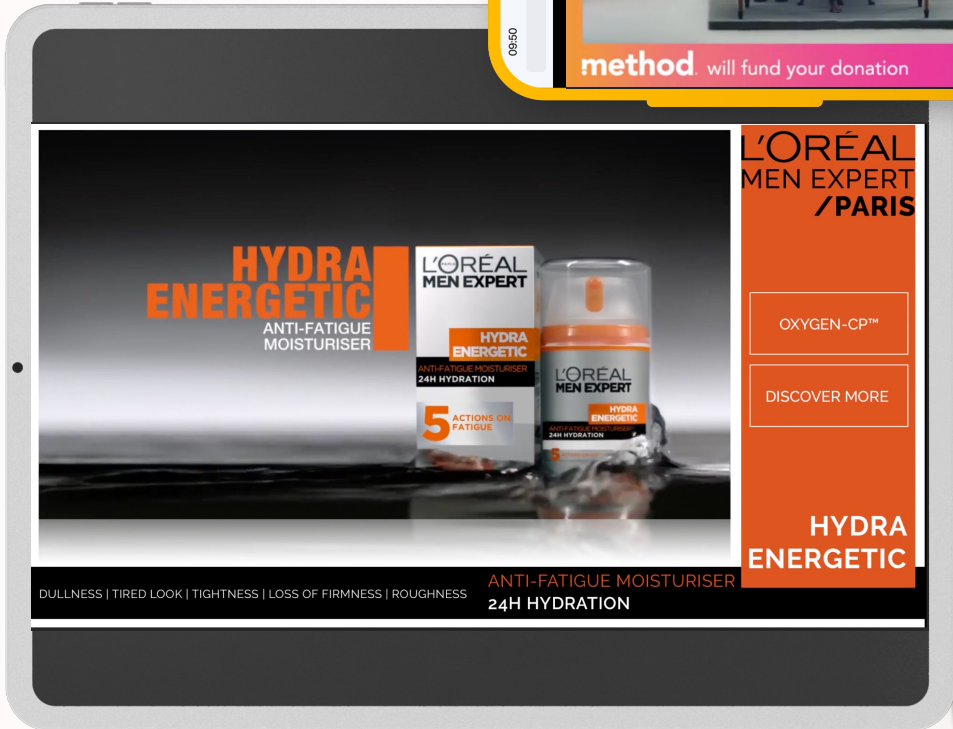 09:50
method. will fund your donation
L'ORÉAL
MEN EXPERT
/PARIS
HYDRA
ENERGETIC
ANTI-FATIGUE
MOISTURISER
L'ORÉAL
MEN EXPERT
HYDRA
ENERGETIC
ANTI-FATIGUE MOISTURISER
24H HYDRATION
5 ACTIONS ON
FATIGUE
L'ORÉAL
MEN EXPERT
HYDRA
ENERGETIC
ANTI-FATIGUE MOISTURISER
24H HYDRATION
5
OXYGEN-CP™
DISCOVER MORE
HYDRA
ENERGETIC
DULLNESS | TIRED LOOK | TIGHTNESS | LOSS OF FIRMNESS | ROUGHNESS
ANTI-FATIGUE MOISTURISER
24H HYDRATION